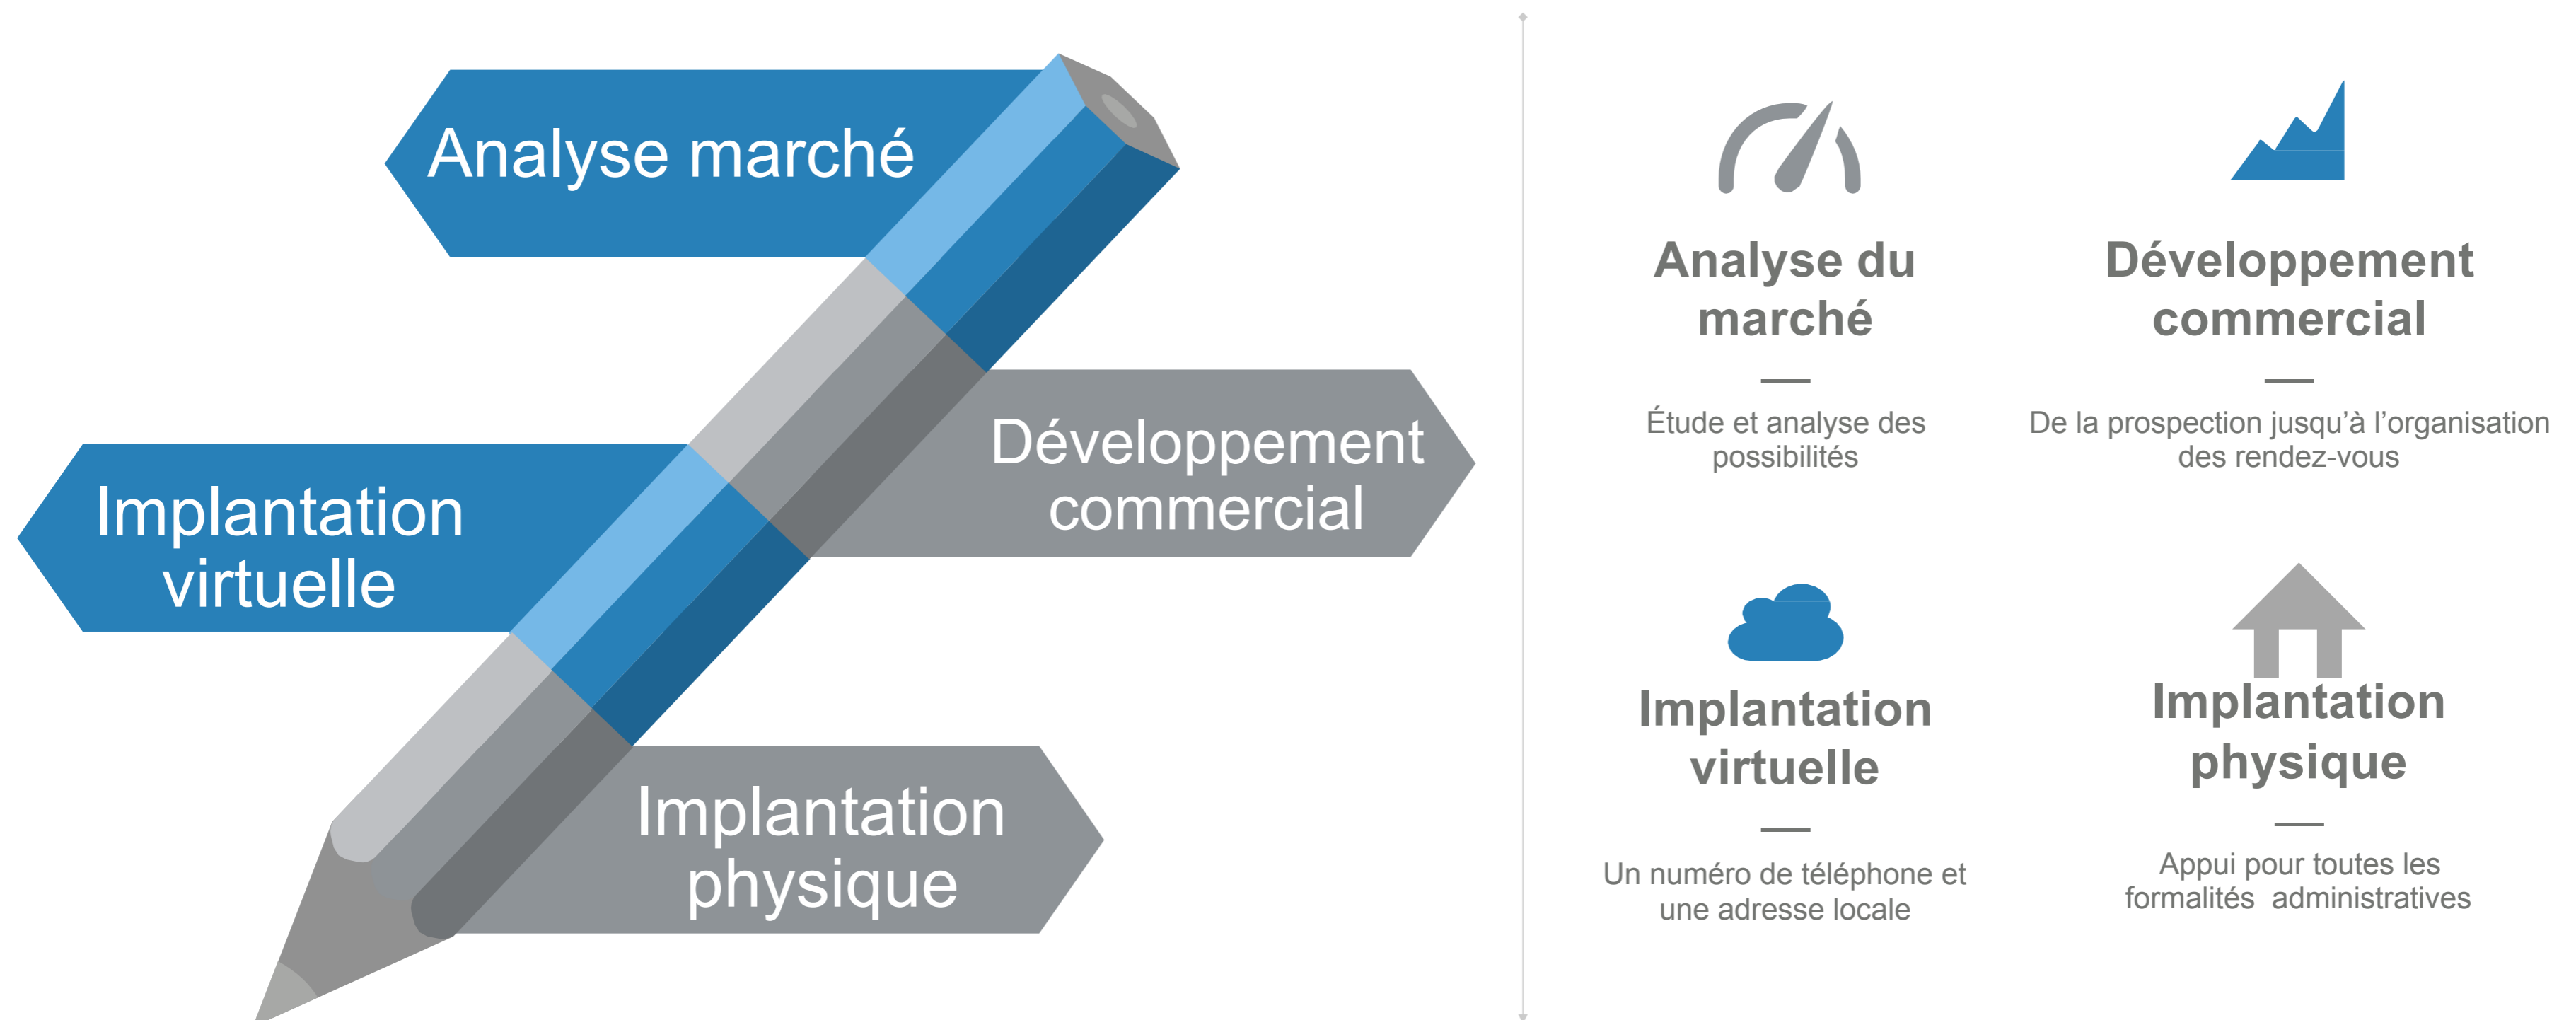 Analyse marché
Développement
commercial
Implantation
virtuelle
Implantation
physique
Analyse du
marché
Étude et analyse des
possibilités
Développement
commercial
De la prospection jusqu’à l’organisation
des rendez-vous
Implantation
virtuelle
Un numéro de téléphone et
une adresse locale
Implantation
physique
Appui pour toutes les
formalités  administratives